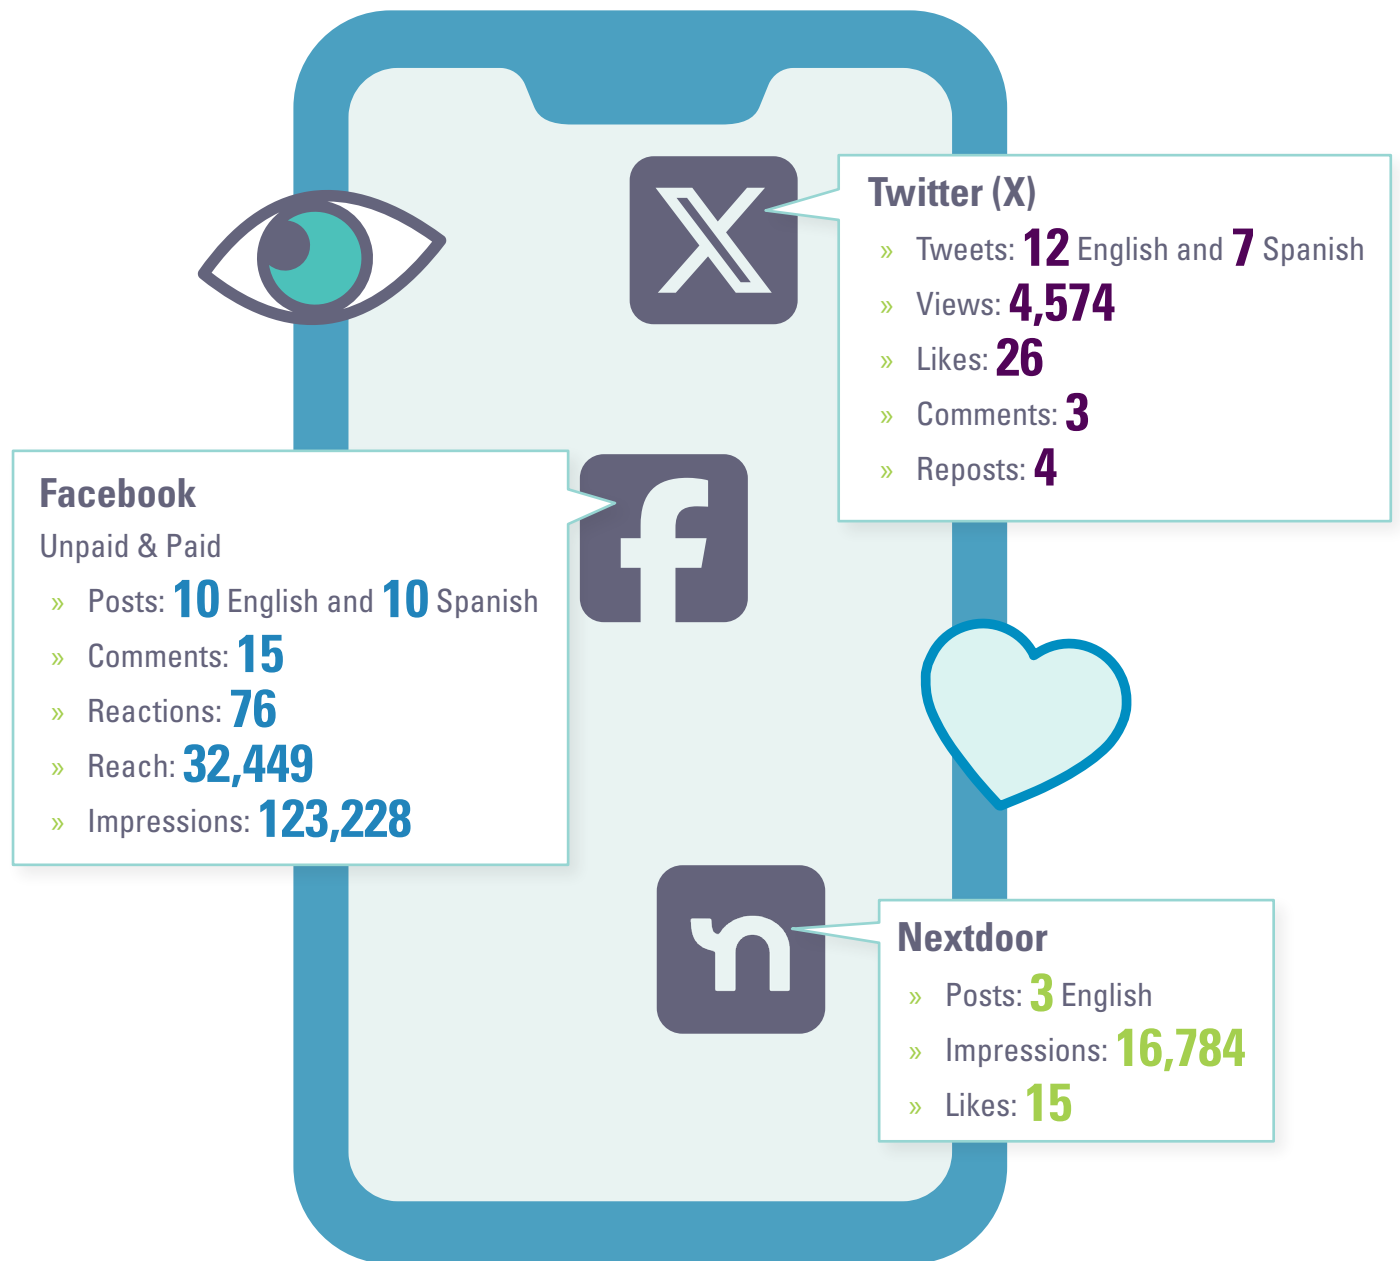 Twitter (X)
» Tweets: 12 English and 7 Spanish
» Views: 4,574
» Likes: 26
» Comments: 3
» Reposts: 4
Facebook
Unpaid & Paid
» Posts: 10 English and 10 Spanish
» Comments: 15
» Reactions: 76
» Reach: 32,449
» Impressions: 123,228
Nextdoor
» Posts: 3 English
» Impressions: 16,784
» Likes: 15